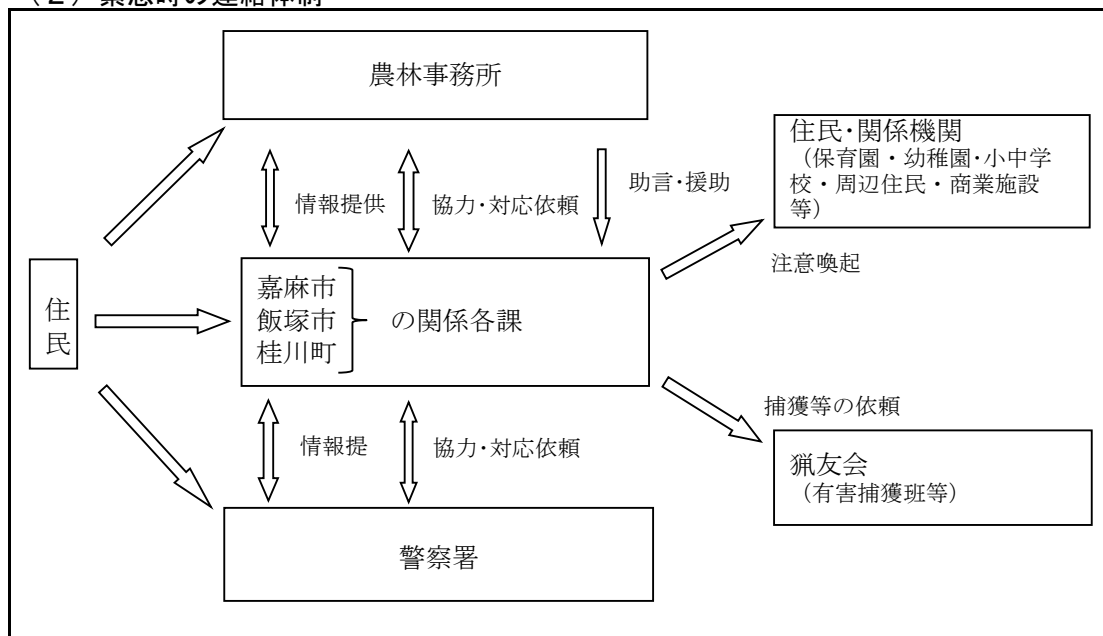 （２）緊急時の連絡体制
農林事務所
住民・関係機関
（保育園・幼稚園・小中学
校・周辺住民・商業施設
等）
情報提供
協力・対応依頼
助言・援助
注意喚起
住
民
嘉麻市
飯塚市
桂川町
の関係各課
捕獲等の依頼
情報提
協力・対応依頼
猟友会
（有害捕獲班等）
警察署